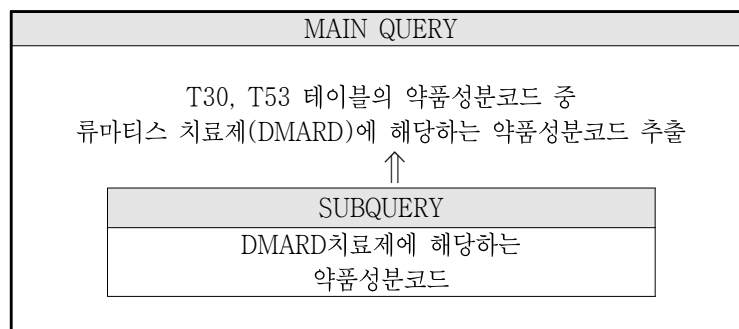 MAIN QUERY
T30, T53 테이블의 약품성분코드 중
류마티스 치료제(DMARD)에 해당하는 약품성분코드 추출
⇑
SUBQUERY
DMARD치료제에 해당하는
약품성분코드